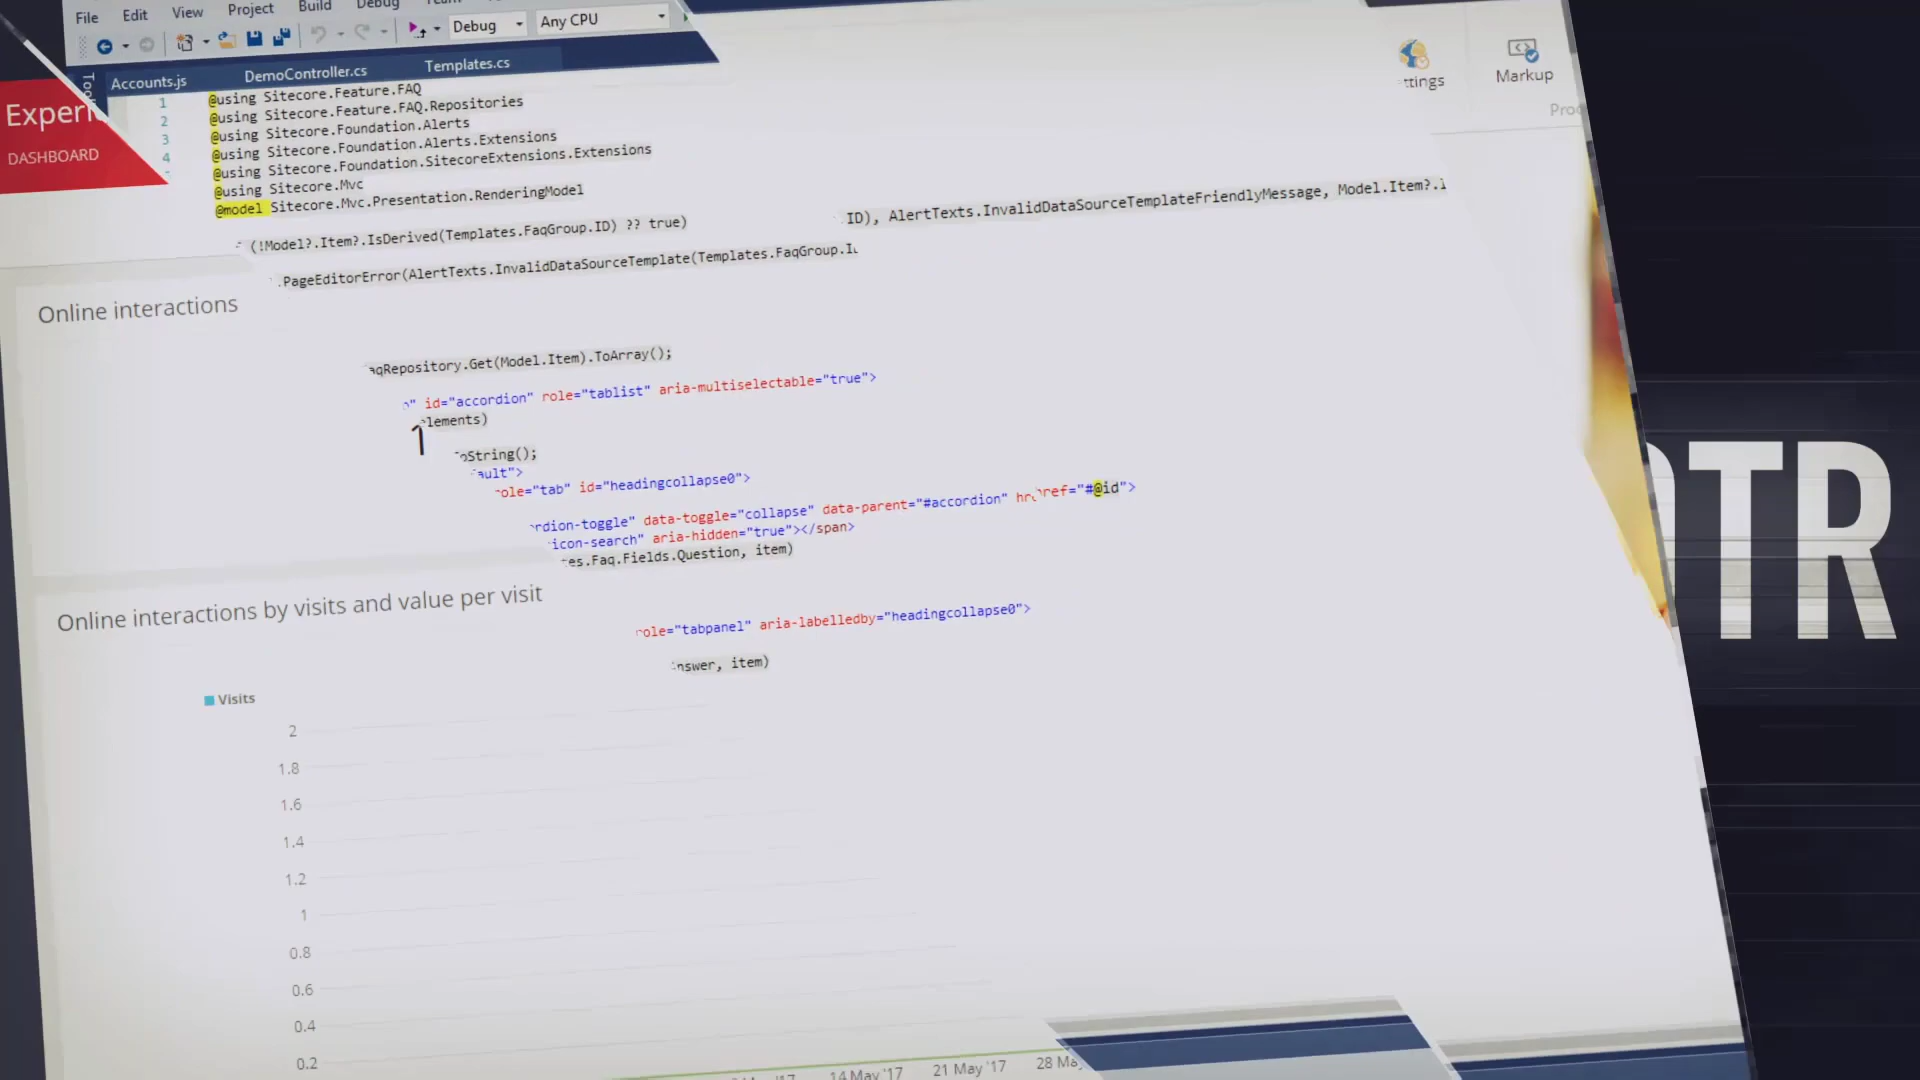 File Edit View Project Build Debug
Debug Any CPU
Accounts.js DemoController.cs Templates.cs
ttings
Markup
DASHBOARD
1 @using Sitecore.Feature.FAQ
2 @using Sitecore.Feature.FAQ.Repositories
3 @using Sitecore.Foundation.Alerts
4 @using Sitecore.Foundation.Alerts.Extensions
@using Sitecore.Foundation.SitecoreExtensions.Extensions
@using Sitecore.Mvc
@model Sitecore.Mvc.Presentation.RenderingModel
(!Model?.Item?.IsDerived(Templates.FaqGroup.ID) ?? true)
ID), AlertTexts.InvalidDataSourceTemplateFriendlyMessage, Model.Item?.
.PageEditorError(AlertTexts.InvalidDataSourceTemplate(Templates.FaqGroup.I
Online interactions
aqRepository.Get(Model.Item).ToArray();
" id="accordion" role="tablist" aria-multiselectable="true">
lements)
1
oString();
ault">
ole="tab" id="headingcollapse0">
rdion-toggle" data-toggle="collapse" data-parent="#accordion" href="#@id">
icon-search" aria-hidden="true"></span>
es.Faq.Fields.Question, item)
Online interactions by visits and value per visit
role="tabpanel" aria-labelledby="headingcollapse0">
nswer, item)
Visits
2
1.8
1.6
1.4
1.2
1
0.8
0.6
0.4
0.2
14 May '17 21 May '17 28 Ma
TR